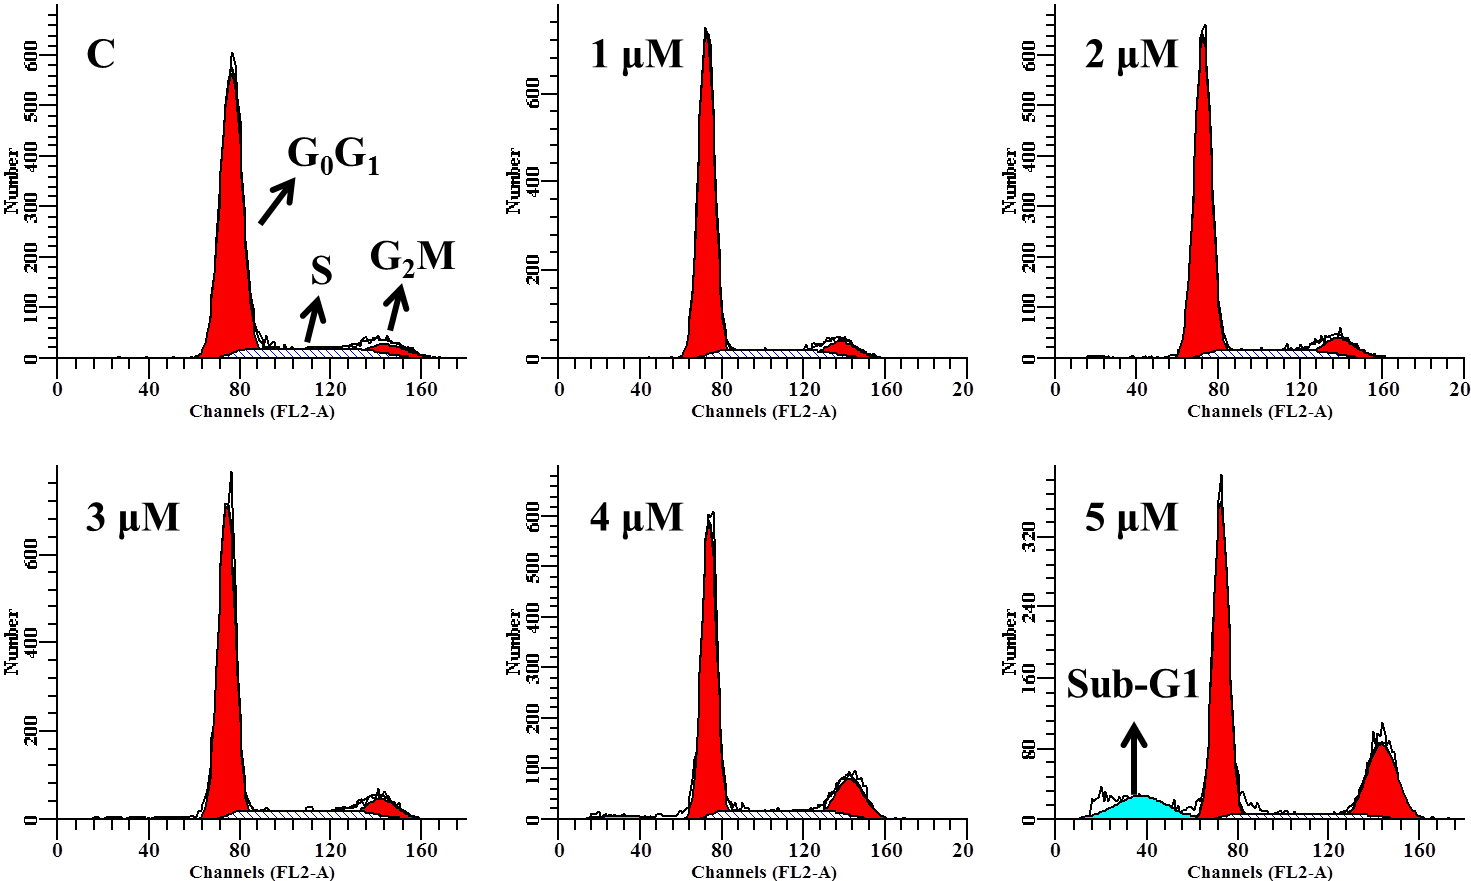 C
G₀G₁
S
G₂M
Number
0 100 200 300 400 500 600
0 40 80 120 160
Channels (FL2-A)
1 µM
Number
0 200 400 600
0 40 80 120 160 20
Channels (FL2-A)
2 µM
Number
0 100 200 300 400 500 600
0 40 80 120 160 20
Channels (FL2-A)
3 µM
Number
0 200 400 600
0 40 80 120 160
Channels (FL2-A)
4 µM
Number
0 100 200 300 400 500 600
0 40 80 120 160 20
Channels (FL2-A)
5 µM
Sub-G1
Number
0 80 160 240 320
0 40 80 120 160
Channels (FL2-A)